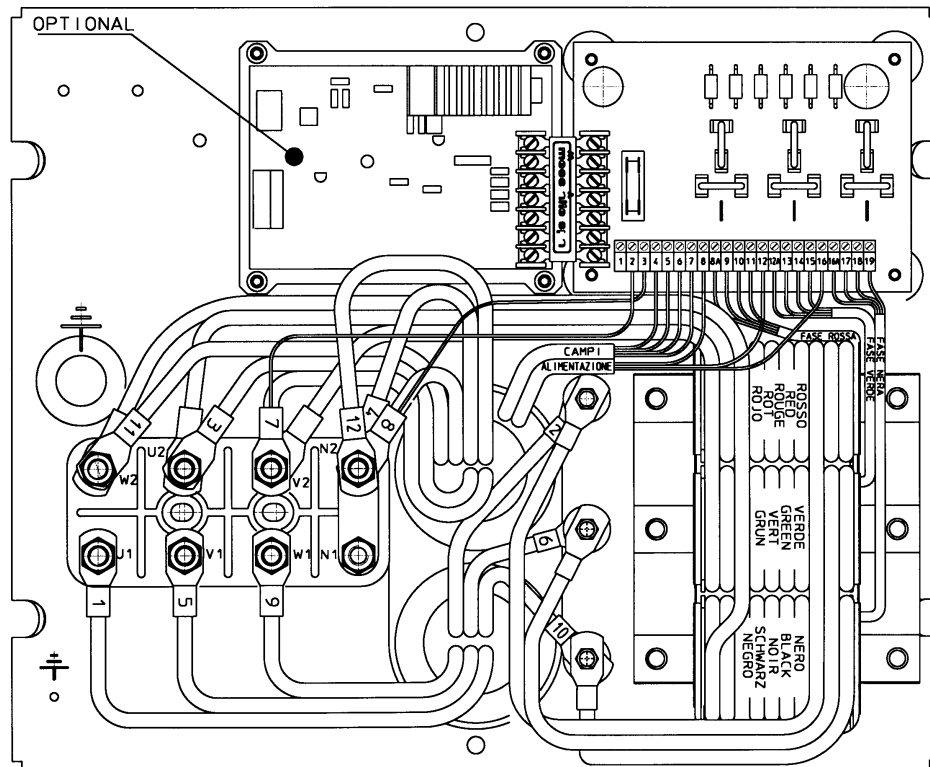 OPTIONAL
1 2 3 4 5 6 7 8 8A 9 10 11 12 12A 13 14 15 16 16A 17 18 19
FASE ROSSA
FASE NERA
FASE VERDE
CAMPI
ALIMENTAZIONE
11
3
7
12
4
8
2
U2
N2
W2
V2
U1
V1
W1
N1
6
1
5
9
10
ROSSO
RED
ROUGE
ROT
ROJO
VERDE
GREEN
VERT
GRUN
NERO
BLACK
NOIR
SCHWARZ
NEGRO